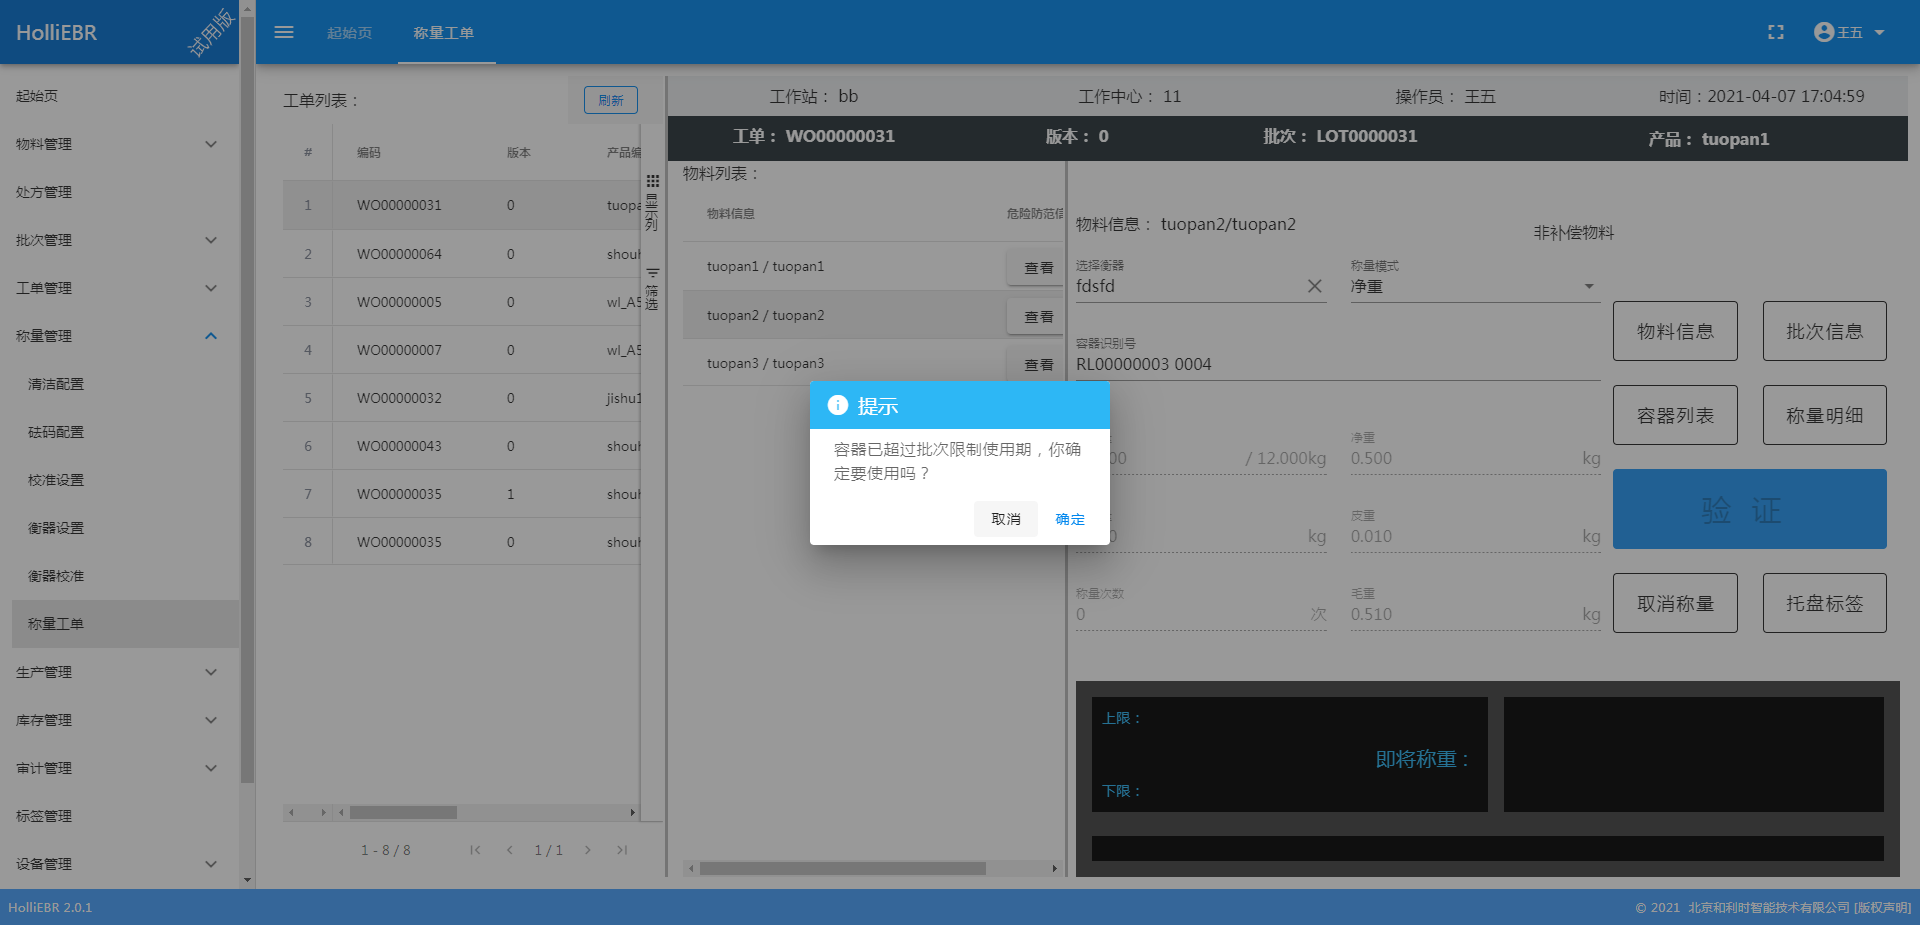 HolliEBR
试用版
起始页
称量工单
王五
起始页
物料管理
处方管理
批次管理
工单管理
称量管理
清洁配置
砝码配置
校准设置
衡器设置
衡器校准
称量工单
生产管理
库存管理
审计管理
标签管理
设备管理
工单列表：
刷新
# 编码 版本 产品编
1 WO00000031 0 tuopa
2 WO00000064 0 shouh
3 WO00000005 0 wl_A5
4 WO00000007 0 wl_A5
5 WO00000032 0 jishu1
6 WO00000043 0 shouh
7 WO00000035 1 shouh
8 WO00000035 0 shouh
显示列
筛选
1 - 8 / 8
1 / 1
工作站： bb 工作中心： 11 操作员： 王五 时间：2021-04-07 17:04:59
工单： WO00000031 版本： 0 批次： LOT0000031 产品： tuopan1
物料列表：
物料信息 危险防范信
tuopan1 / tuopan1 查看
tuopan2 / tuopan2 查看
tuopan3 / tuopan3 查看
物料信息： tuopan2/tuopan2
非补偿物料
选择衡器
fdsfd
称量模式
净重
容器识别号
RL00000003 0004
/ 12.000kg
净重
0.500 kg
kg
皮重
0.010 kg
称量次数
0 次
毛重
0.510 kg
物料信息
批次信息
容器列表
称量明细
验 证
取消称量
托盘标签
上限：
即将称重：
下限：
提示
容器已超过批次限制使用期，你确
定要使用吗？
取消
确定
HolliEBR 2.0.1
© 2021 北京和利时智能技术有限公司 [版权声明]